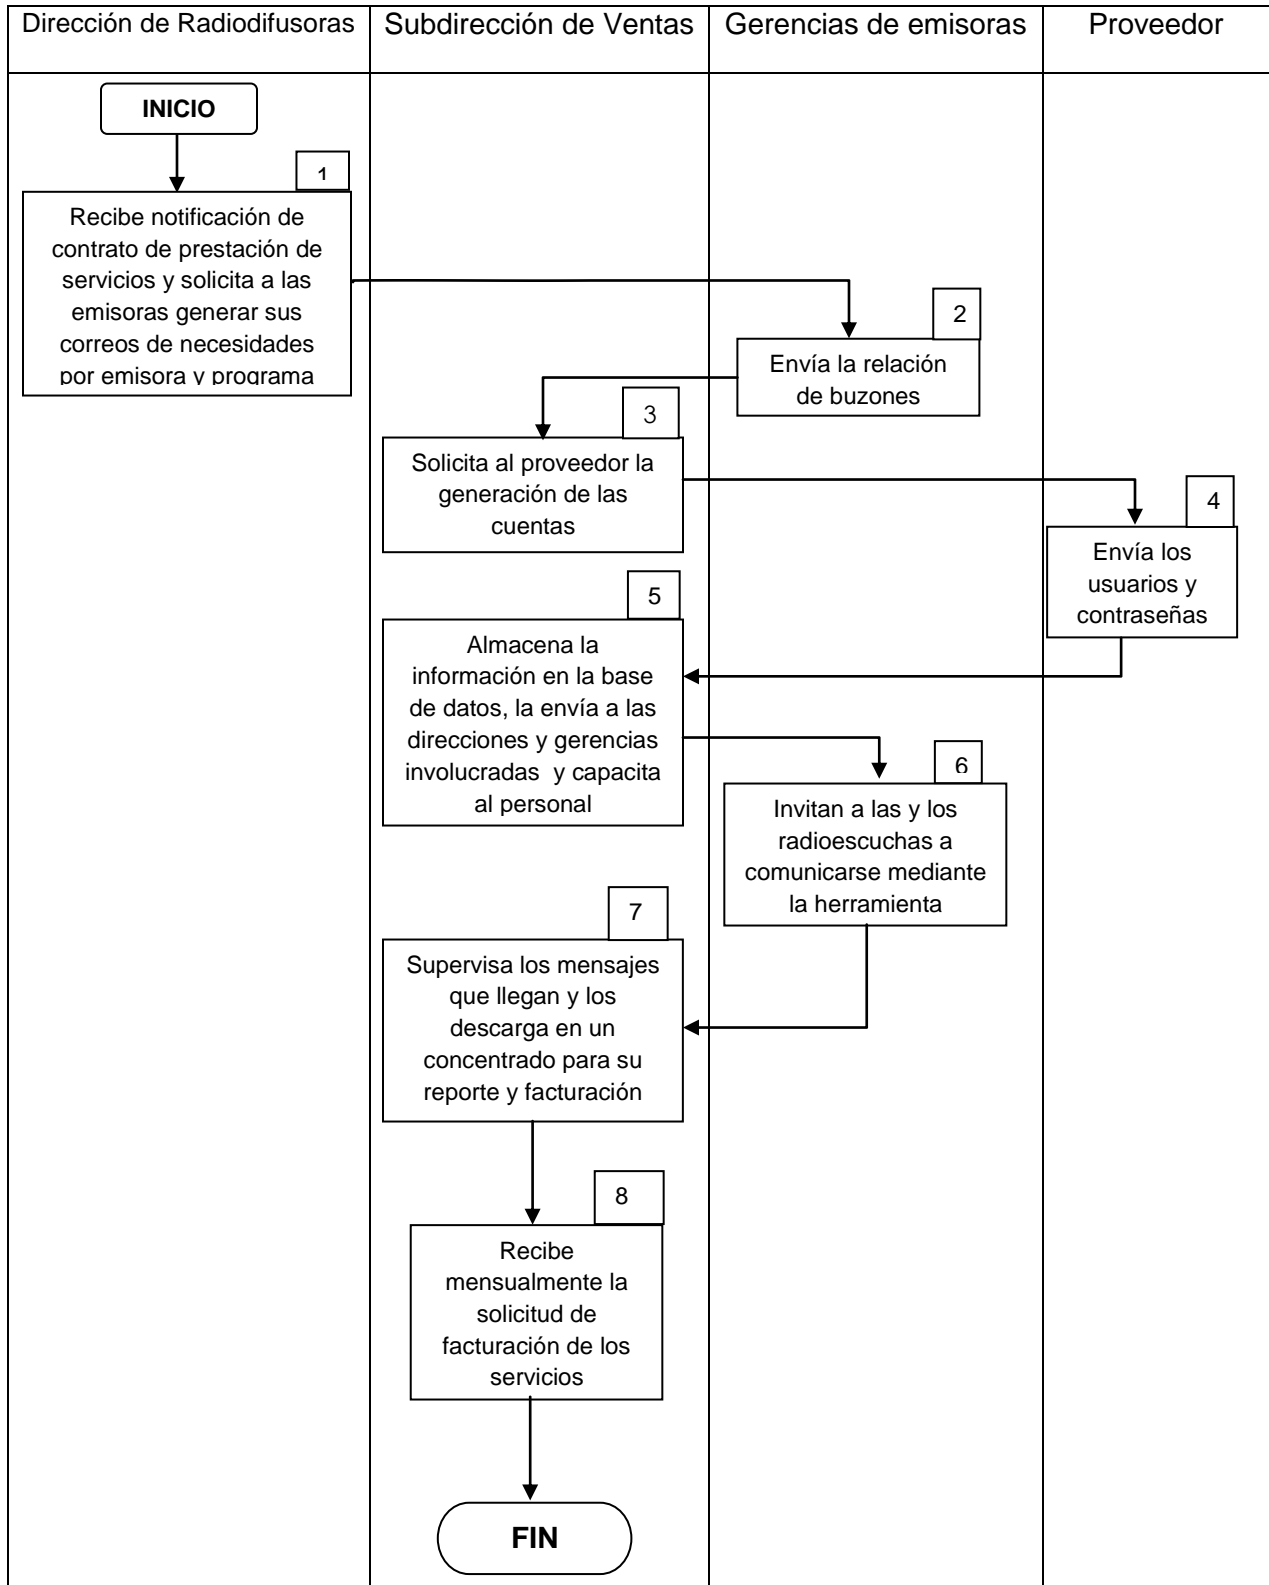 Dirección de Radiodifusoras
Subdirección de Ventas
Gerencias de emisoras
Proveedor
INICIO
1
Recibe notificación de
contrato de prestación de
servicios y solicita a las
emisoras generar sus
correos de necesidades
por emisora y programa
2
Envía la relación
de buzones
3
Solicita al proveedor la
generación de las
cuentas
4
Envía los
usuarios y
contraseñas
5
Almacena la
información en la base
de datos, la envía a las
direcciones y gerencias
involucradas y capacita
al personal
6
Invitan a las y los
radioescuchas a
comunicarse mediante
la herramienta
7
Supervisa los mensajes
que llegan y los
descarga en un
concentrado para su
reporte y facturación
8
Recibe
mensualmente la
solicitud de
facturación de los
servicios
FIN